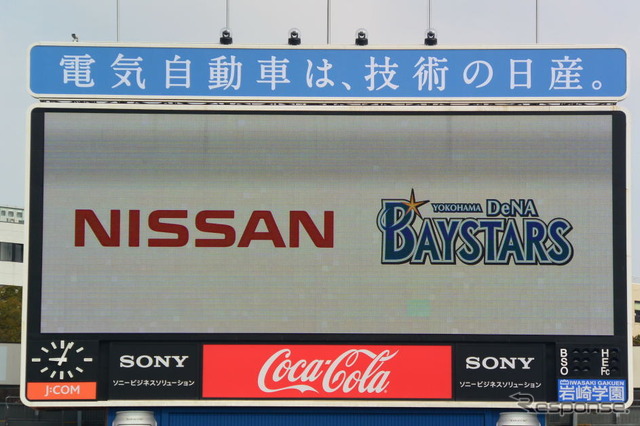 電気自動車は、技術の日産。
NISSAN
YOKOHAMA DeNA
BAYSTARS
J:COM
SONY
ソニービジネスソリューション
Coca-Cola
SONY
ソニービジネスソリューション
B H
S E
O Fc
IWASAKI GAKUEN
岩崎学園
Response.